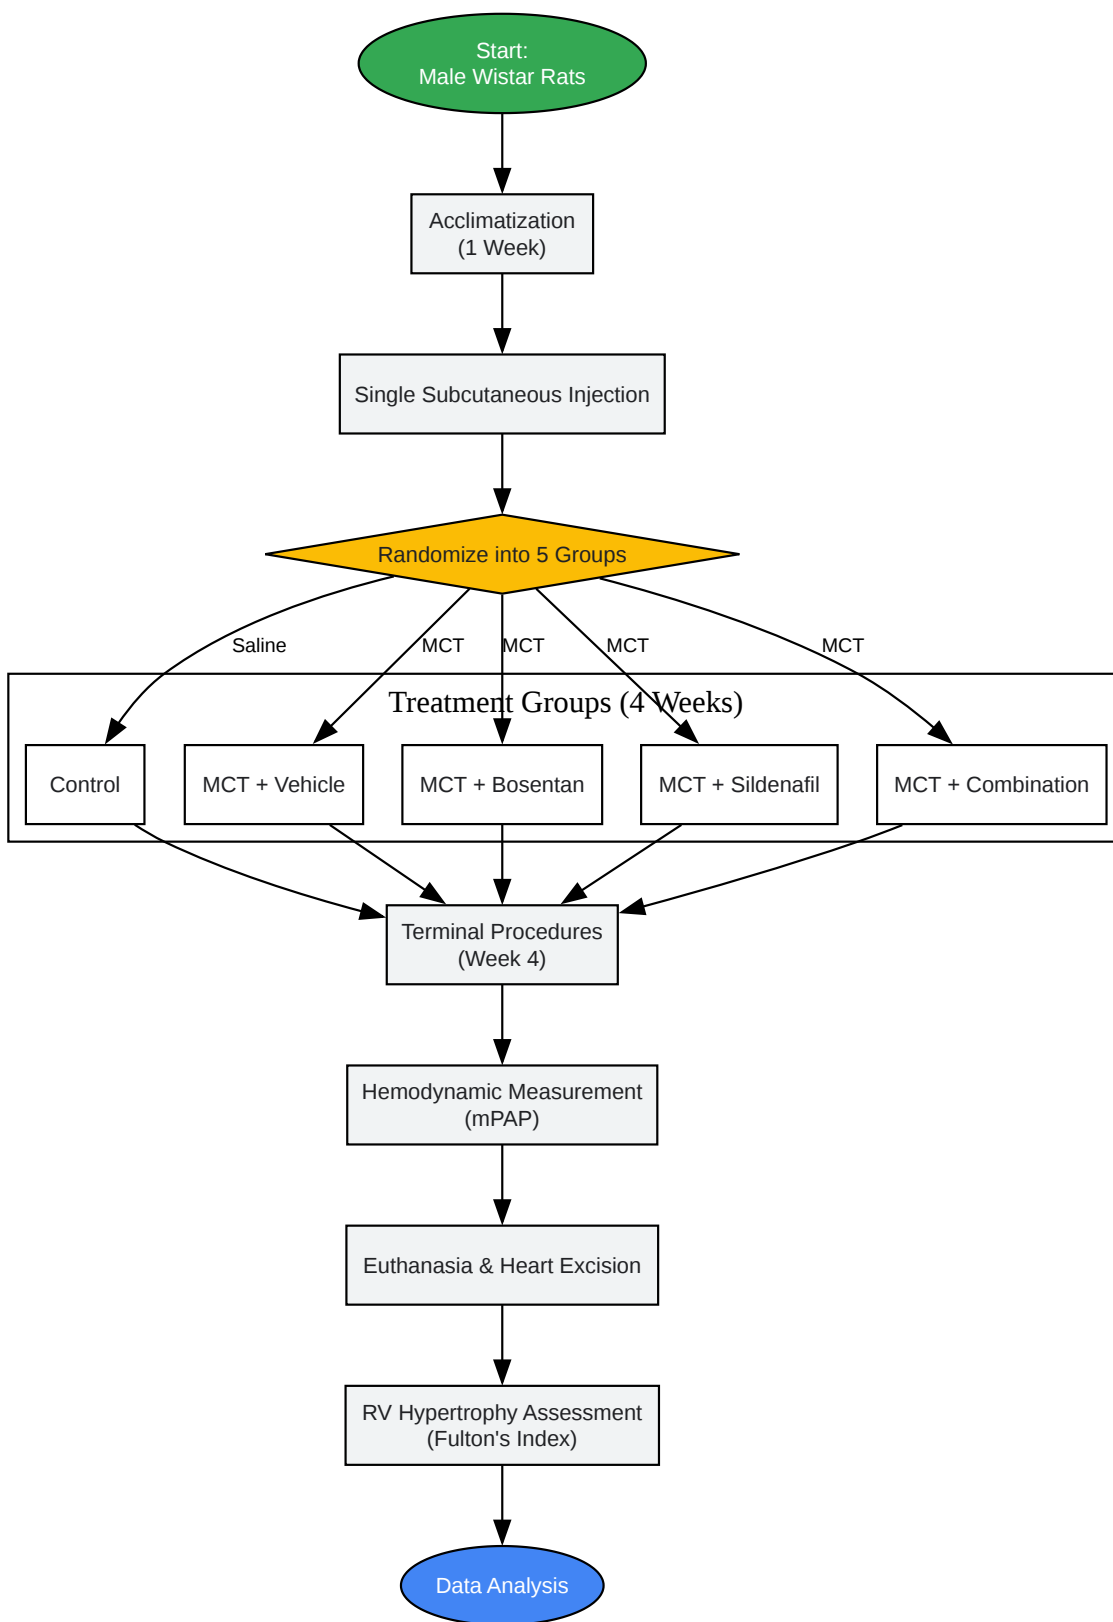 Start:
Male Wistar Rats
Acclimatization
(1 Week)
Single Subcutaneous Injection
Randomize into 5 Groups
Saline
MCT
MCT
MCT
MCT
Treatment Groups (4 Weeks)
Control
MCT + Vehicle
MCT + Bosentan
MCT + Sildenafil
MCT + Combination
Terminal Procedures
(Week 4)
Hemodynamic Measurement
(mPAP)
Euthanasia & Heart Excision
RV Hypertrophy Assessment
(Fulton's Index)
Data Analysis